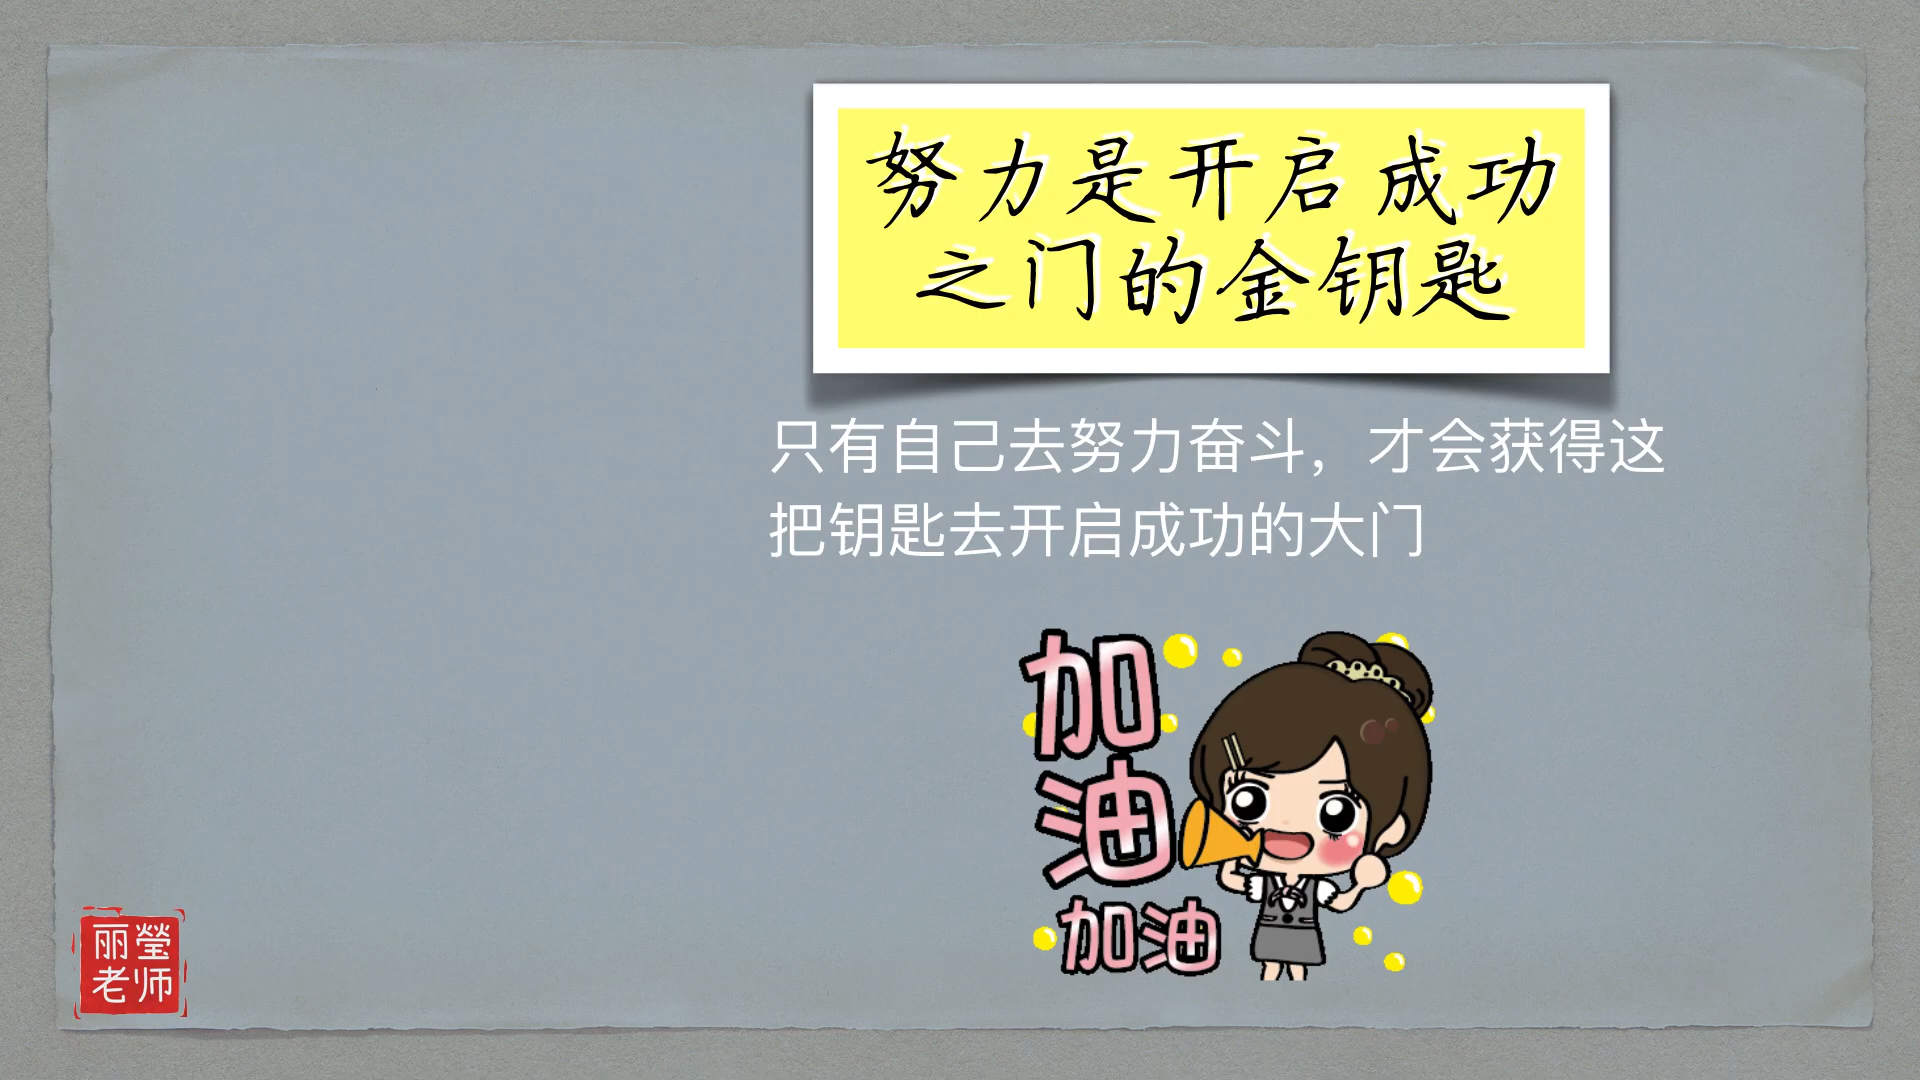 努力是开启成功
之门的金钥匙
只有自己去努力奋斗，才会获得这
把钥匙去开启成功的大门
加
油
加油
丽瑩
老师